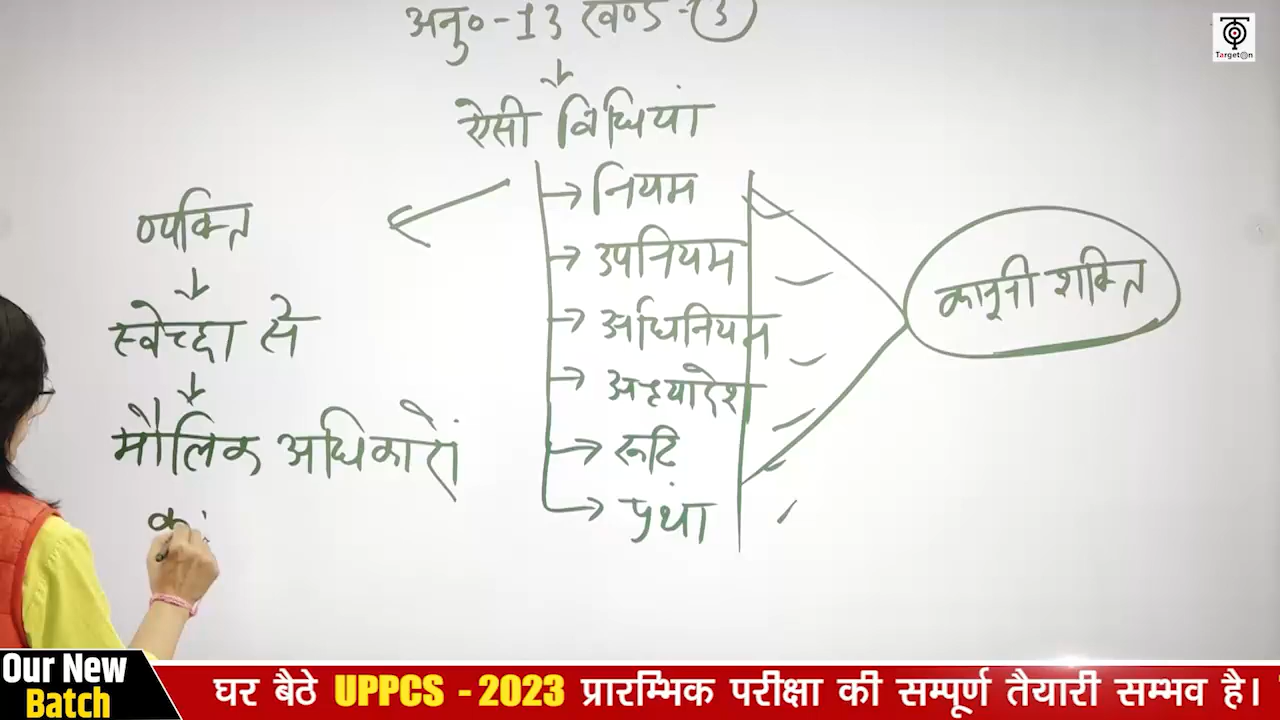 अनु० - 13 खण्ड - (3)
Target@n
ऐसी विधियां
नियम
उपनियम
अधिनियम
अध्यादेश
रूढि
प्रथा
कानूनी शक्ति
व्यक्ति
स्वेच्छा से
मौलिक अधिकारों
Our New
Batch
घर बैठे UPPCS - 2023 प्रारम्भिक परीक्षा की सम्पूर्ण तैयारी सम्भव है।